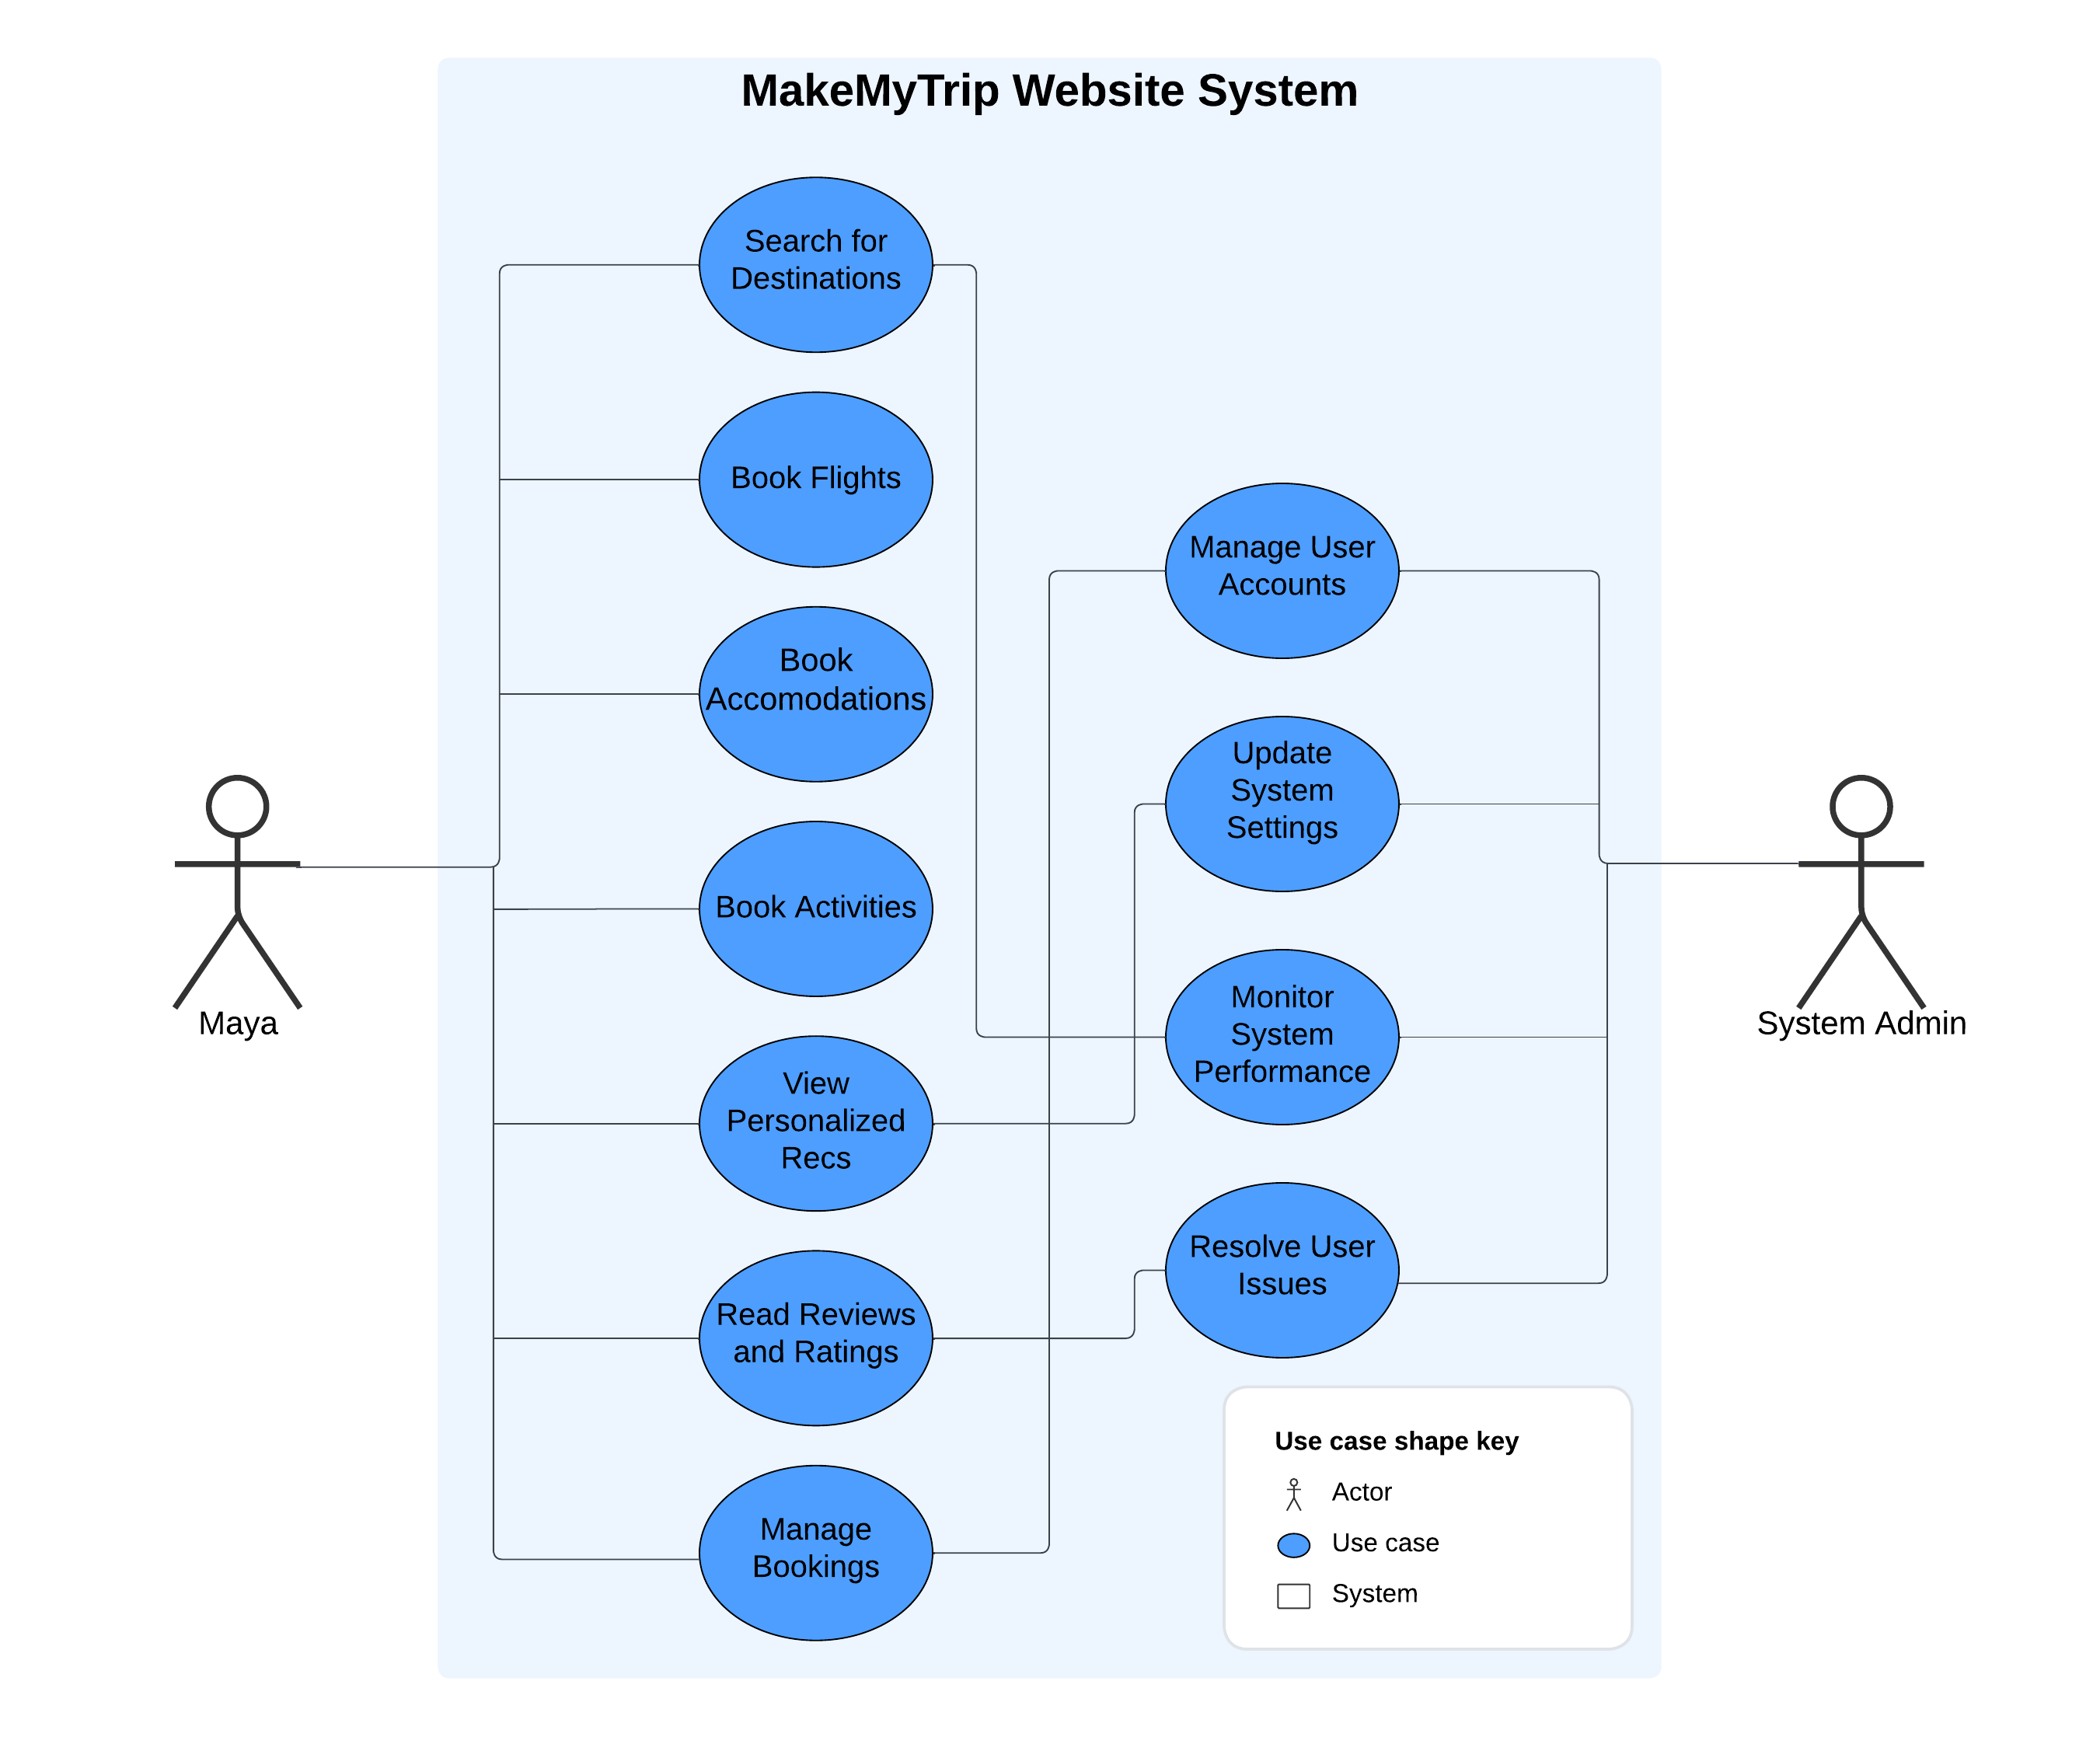 MakeMyTrip Website System
Search for
Destinations
Book Flights
Book
Accomodations
Book Activities
View
Personalized
Recs
Read Reviews
and Ratings
Manage
Bookings
Manage User
Accounts
Update
System
Settings
Monitor
System
Performance
Resolve User
Issues
Maya
System Admin
Use case shape key
Actor
Use case
System